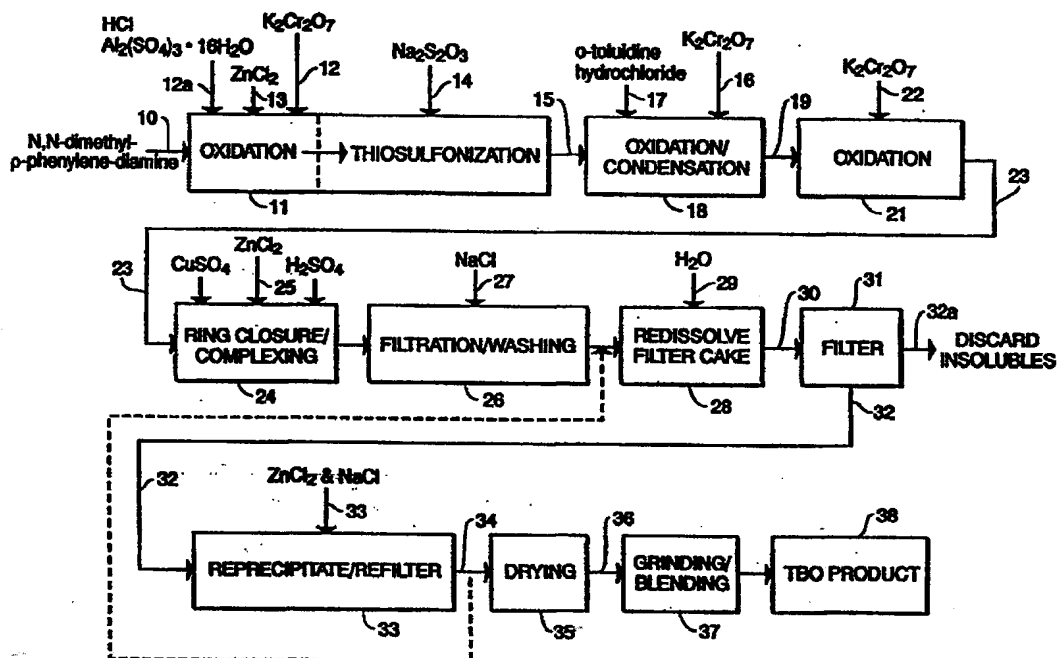 HCl
Al2(SO4)3 • 16H2O
K2Cr2O7
ZnCl2
12a
13
12
Na2S2O3
14
o-toluidine
hydrochloride
K2Cr2O7
17
16
K2Cr2O7
22
10
N,N-dimethyl-
ρ-phenylene-diamine
OXIDATION
THIOSULFONIZATION
11
15
OXIDATION/
CONDENSATION
18
19
OXIDATION
21
23
23
CuSO4
ZnCl2
25
H2SO4
RING CLOSURE/
COMPLEXING
24
NaCl
27
FILTRATION/WASHING
26
H2O
29
REDISSOLVE
FILTER CAKE
28
30
31
FILTER
32a
DISCARD
INSOLUBLES
32
32
ZnCl2 & NaCl
33
REPRECIPITATE/REFILTER
33
34
DRYING
35
36
GRINDING/
BLENDING
37
38
TBO PRODUCT